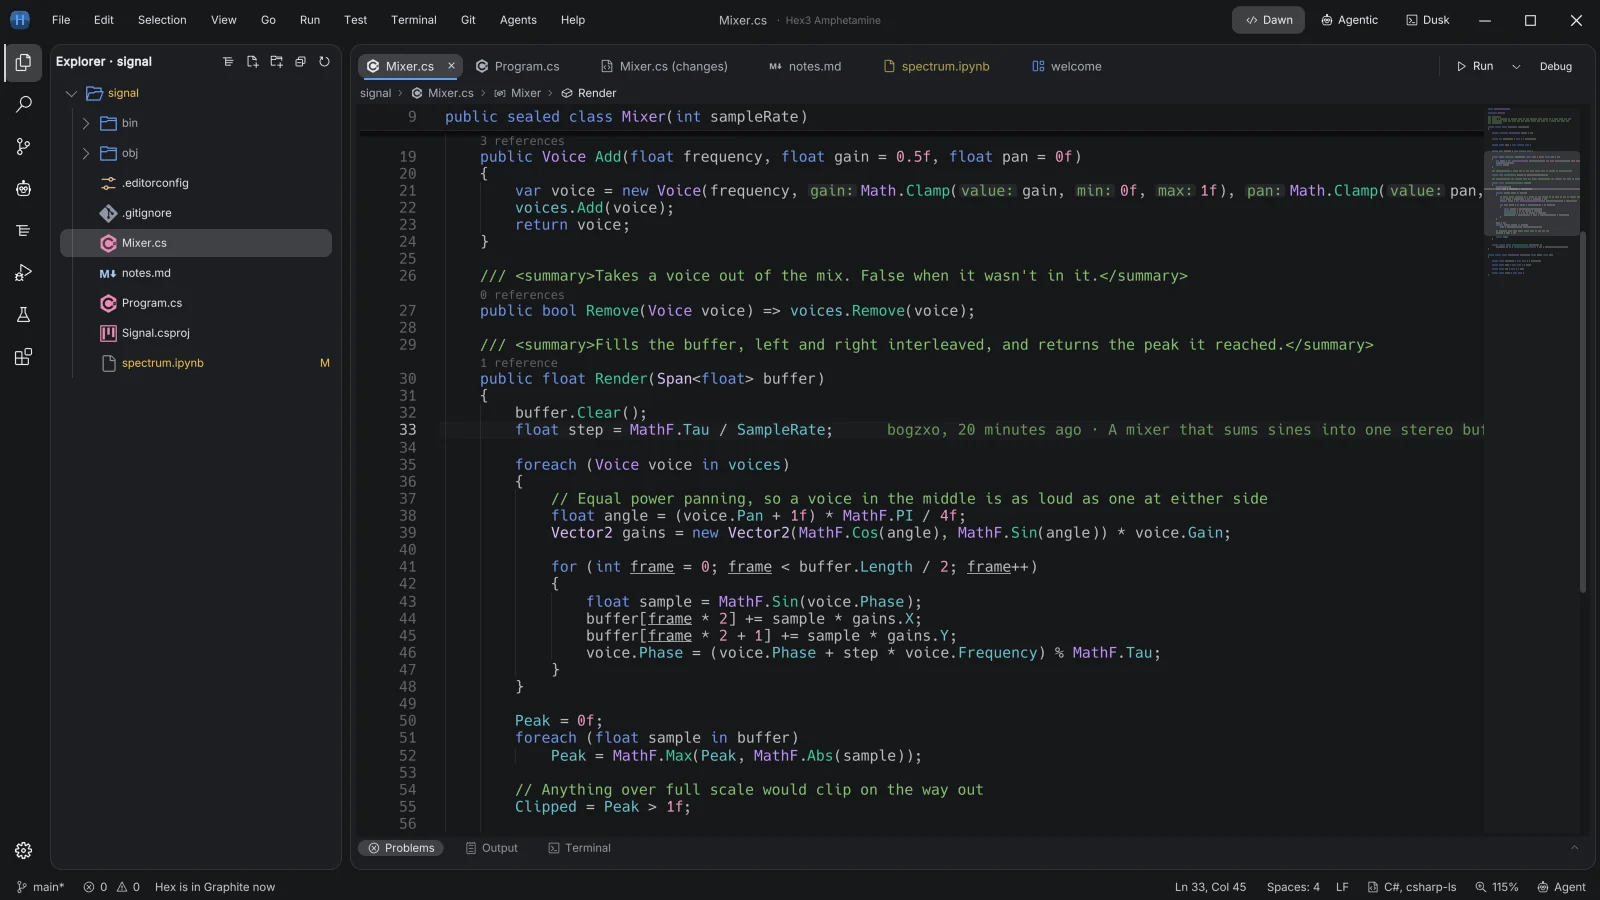 File Edit Selection View Go Run Test Terminal Git Agents Help
Mixer.cs · Hex3 Amphetamine
Dawn Agentic Dusk
Explorer · signal
signal
bin
obj
.editorconfig
.gitignore
Mixer.cs
notes.md
Program.cs
Signal.csproj
spectrum.ipynb M
Mixer.cs Program.cs Mixer.cs (changes) notes.md spectrum.ipynb welcome
Run Debug
signal > Mixer.cs > Mixer > Render
9 public sealed class Mixer(int sampleRate)
3 references
19 public Voice Add(float frequency, float gain = 0.5f, float pan = 0f)
20 {
21 var voice = new Voice(frequency, gain: Math.Clamp(value: gain, min: 0f, max: 1f), pan: Math.Clamp(value: pan,
22 voices.Add(voice);
23 return voice;
24 }
25
26 /// <summary>Takes a voice out of the mix. False when it wasn't in it.</summary>
0 references
27 public bool Remove(Voice voice) => voices.Remove(voice);
28
29 /// <summary>Fills the buffer, left and right interleaved, and returns the peak it reached.</summary>
1 reference
30 public float Render(Span<float> buffer)
31 {
32 buffer.Clear();
33 float step = MathF.Tau / SampleRate; bogzxo, 20 minutes ago · A mixer that sums sines into one stereo buf
34
35 foreach (Voice voice in voices)
36 {
37 // Equal power panning, so a voice in the middle is as loud as one at either side
38 float angle = (voice.Pan + 1f) * MathF.PI / 4f;
39 Vector2 gains = new Vector2(MathF.Cos(angle), MathF.Sin(angle)) * voice.Gain;
40
41 for (int frame = 0; frame < buffer.Length / 2; frame++)
42 {
43 float sample = MathF.Sin(voice.Phase);
44 buffer[frame * 2] += sample * gains.X;
45 buffer[frame * 2 + 1] += sample * gains.Y;
46 voice.Phase = (voice.Phase + step * voice.Frequency) % MathF.Tau;
47 }
48 }
49
50 Peak = 0f;
51 foreach (float sample in buffer)
52 Peak = MathF.Max(Peak, MathF.Abs(sample));
53
54 // Anything over full scale would clip on the way out
55 Clipped = Peak > 1f;
56
Problems Output Terminal
main* 0 0 Hex is in Graphite now
Ln 33, Col 45 Spaces: 4 LF C#, csharp-ls 115% Agent